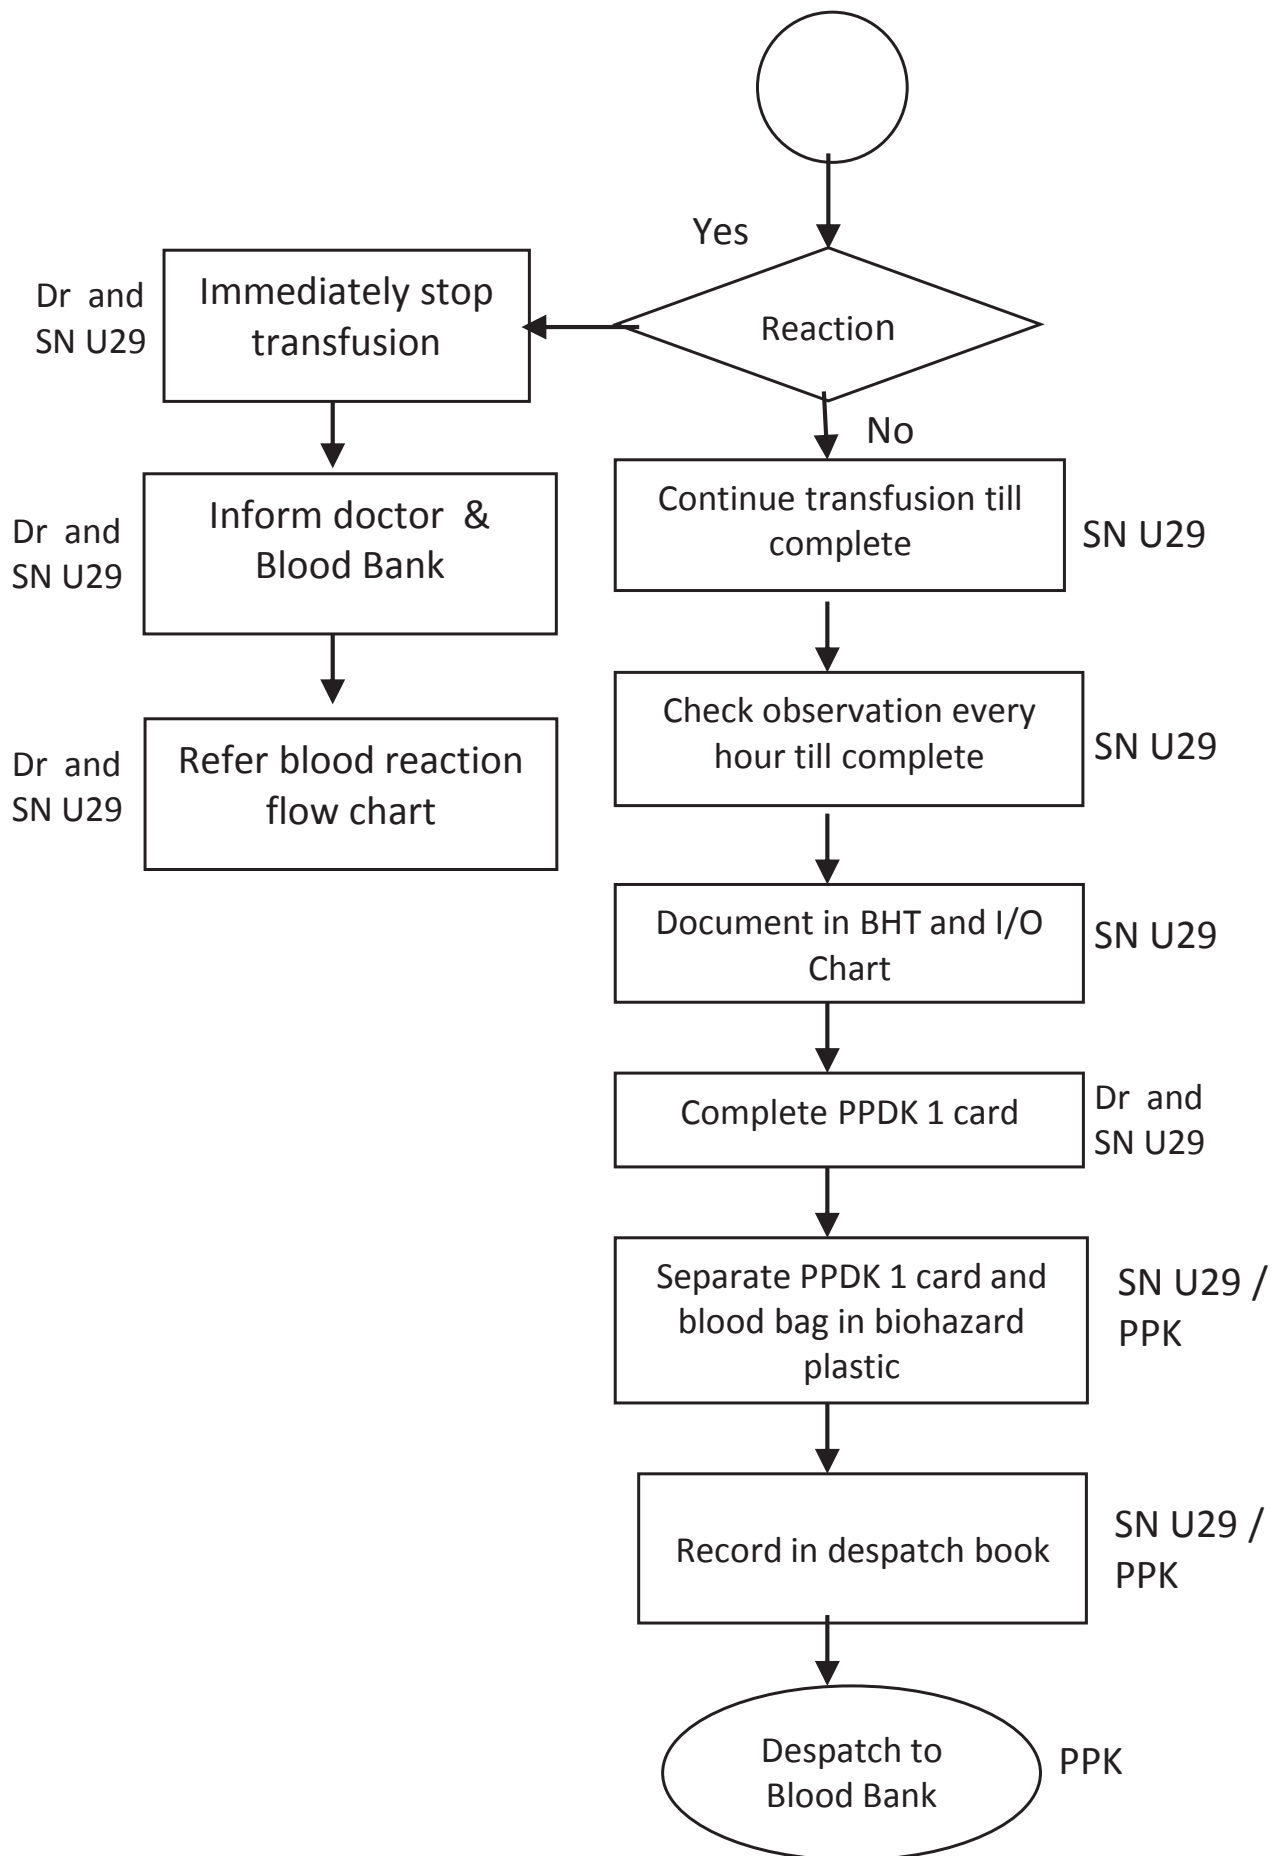 Yes
Reaction
Dr and
SN U29
Immediately stop
transfusion
Dr and
SN U29
Inform doctor &
Blood Bank
Dr and
SN U29
Refer blood reaction
flow chart
No
Continue transfusion till
complete
SN U29
Check observation every
hour till complete
SN U29
Document in BHT and I/O
Chart
SN U29
Complete PPDK 1 card
Dr and
SN U29
Separate PPDK 1 card and
blood bag in biohazard
plastic
SN U29 /
PPK
Record in despatch book
SN U29 /
PPK
Despatch to
Blood Bank
PPK